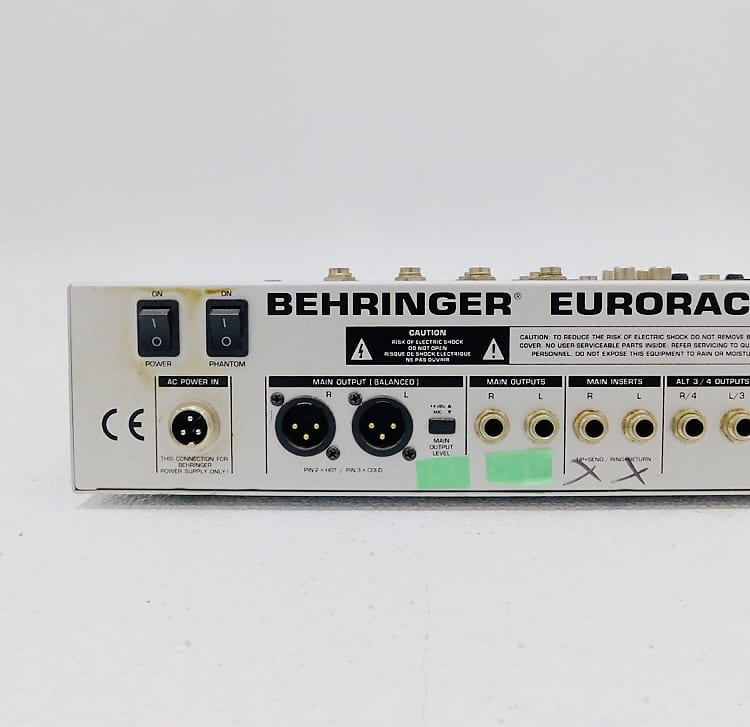 ON ON
BEHRINGER® EURORAC
I I
O O
POWER PHANTOM
CAUTION
RISK OF ELECTRIC SHOCK
DO NOT OPEN
RISQUE DE SHOCK ELECTRIQUE
NE PAS OUVRIR
CAUTION: TO REDUCE THE RISK OF ELECTRIC SHOCK DO NOT REMOVE
COVER. NO USER SERVICEABLE PARTS INSIDE. REFER SERVICING TO
PERSONNEL. DO NOT EXPOSE THIS EQUIPMENT TO RAIN OR
CE
AC POWER IN
THIS CONNECTION FOR
BEHRINGER
POWER SUPPLY ONLY!
MAIN OUTPUT (BALANCED)
R L
+4 dBu
MIC
MAIN
OUTPUT
LEVEL
PIN 2 = HOT / PIN 3 = COLD
MAIN OUTPUTS
R L
MAIN INSERTS
R L
TIP=SEND / RING=RETURN
X X
ALT 3/4 OUTPUTS
R/4 L/3